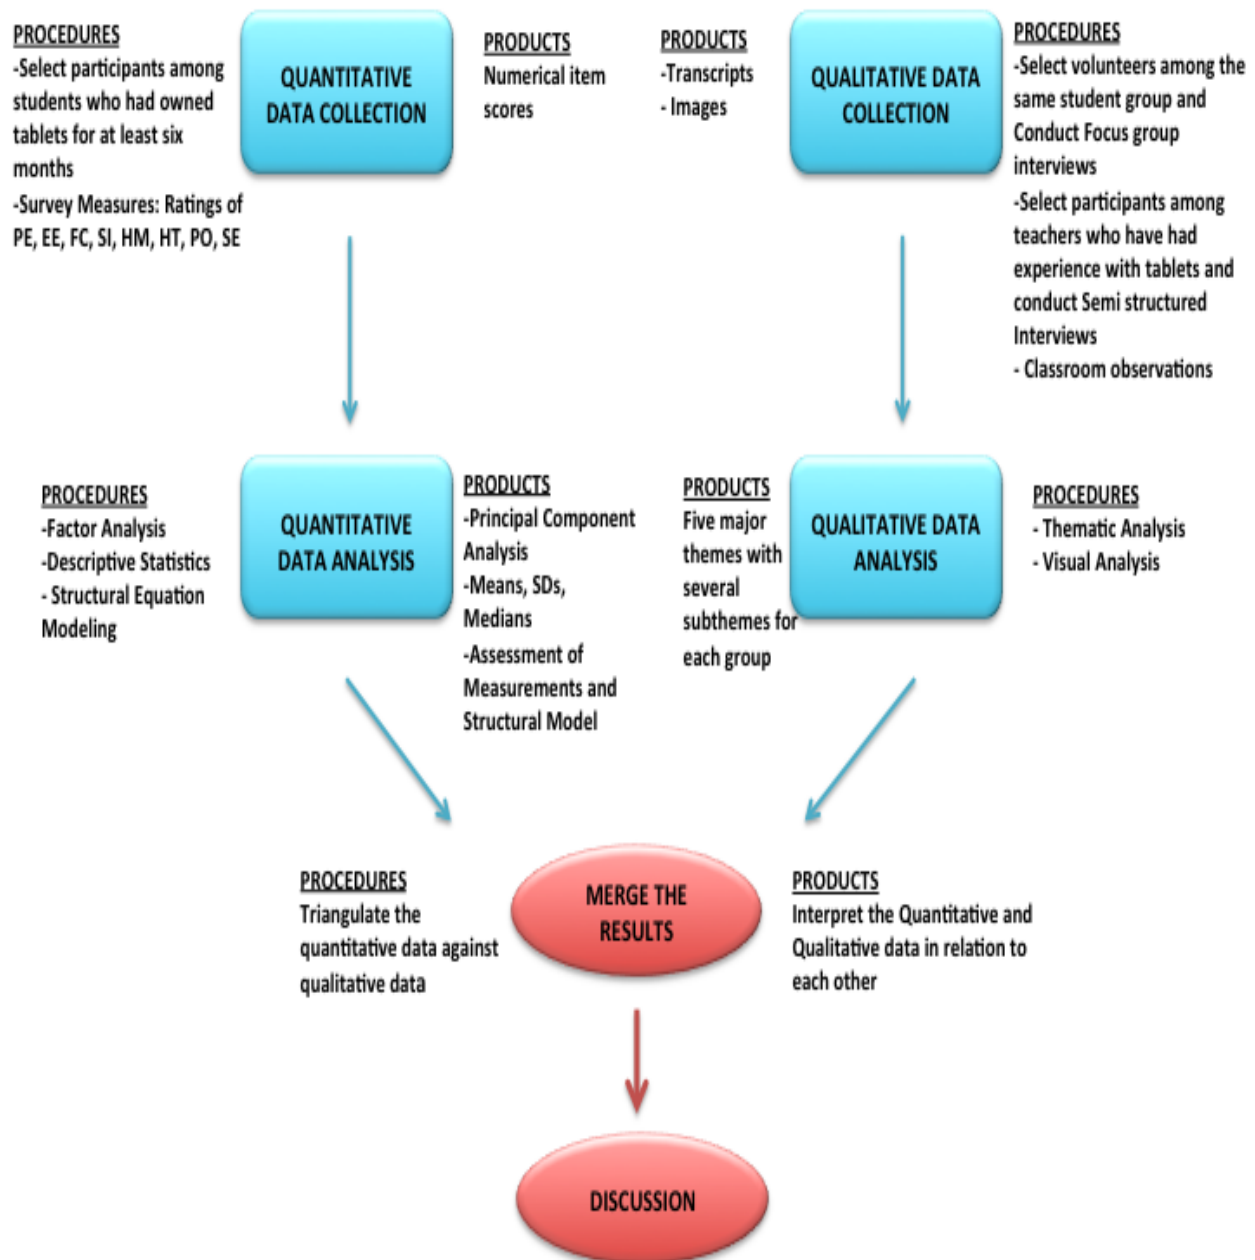 PROCEDURES
-Select participants among
students who had owned
tablets for at least six
months
-Survey Measures: Ratings of
PE, EE, FC, SI, HM, HT, PO, SE
QUANTITATIVE
DATA COLLECTION
PRODUCTS
Numerical item
scores
PRODUCTS
-Transcripts
- Images
QUALITATIVE DATA
COLLECTION
PROCEDURES
-Select volunteers among the
same student group and
Conduct Focus group
interviews
-Select participants among
teachers who have had
experience with tablets and
conduct Semi structured
Interviews
- Classroom observations
PROCEDURES
-Factor Analysis
-Descriptive Statistics
- Structural Equation
Modeling
QUANTITATIVE
DATA ANALYSIS
PRODUCTS
-Principal Component
Analysis
-Means, SDs,
Medians
-Assessment of
Measurements and
Structural Model
PRODUCTS
Five major
themes with
several
subthemes for
each group
QUALITATIVE DATA
ANALYSIS
PROCEDURES
- Thematic Analysis
- Visual Analysis
PROCEDURES
Triangulate the
quantitative data against
qualitative data
MERGE THE
RESULTS
PRODUCTS
Interpret the Quantitative and
Qualitative data in relation to
each other
DISCUSSION